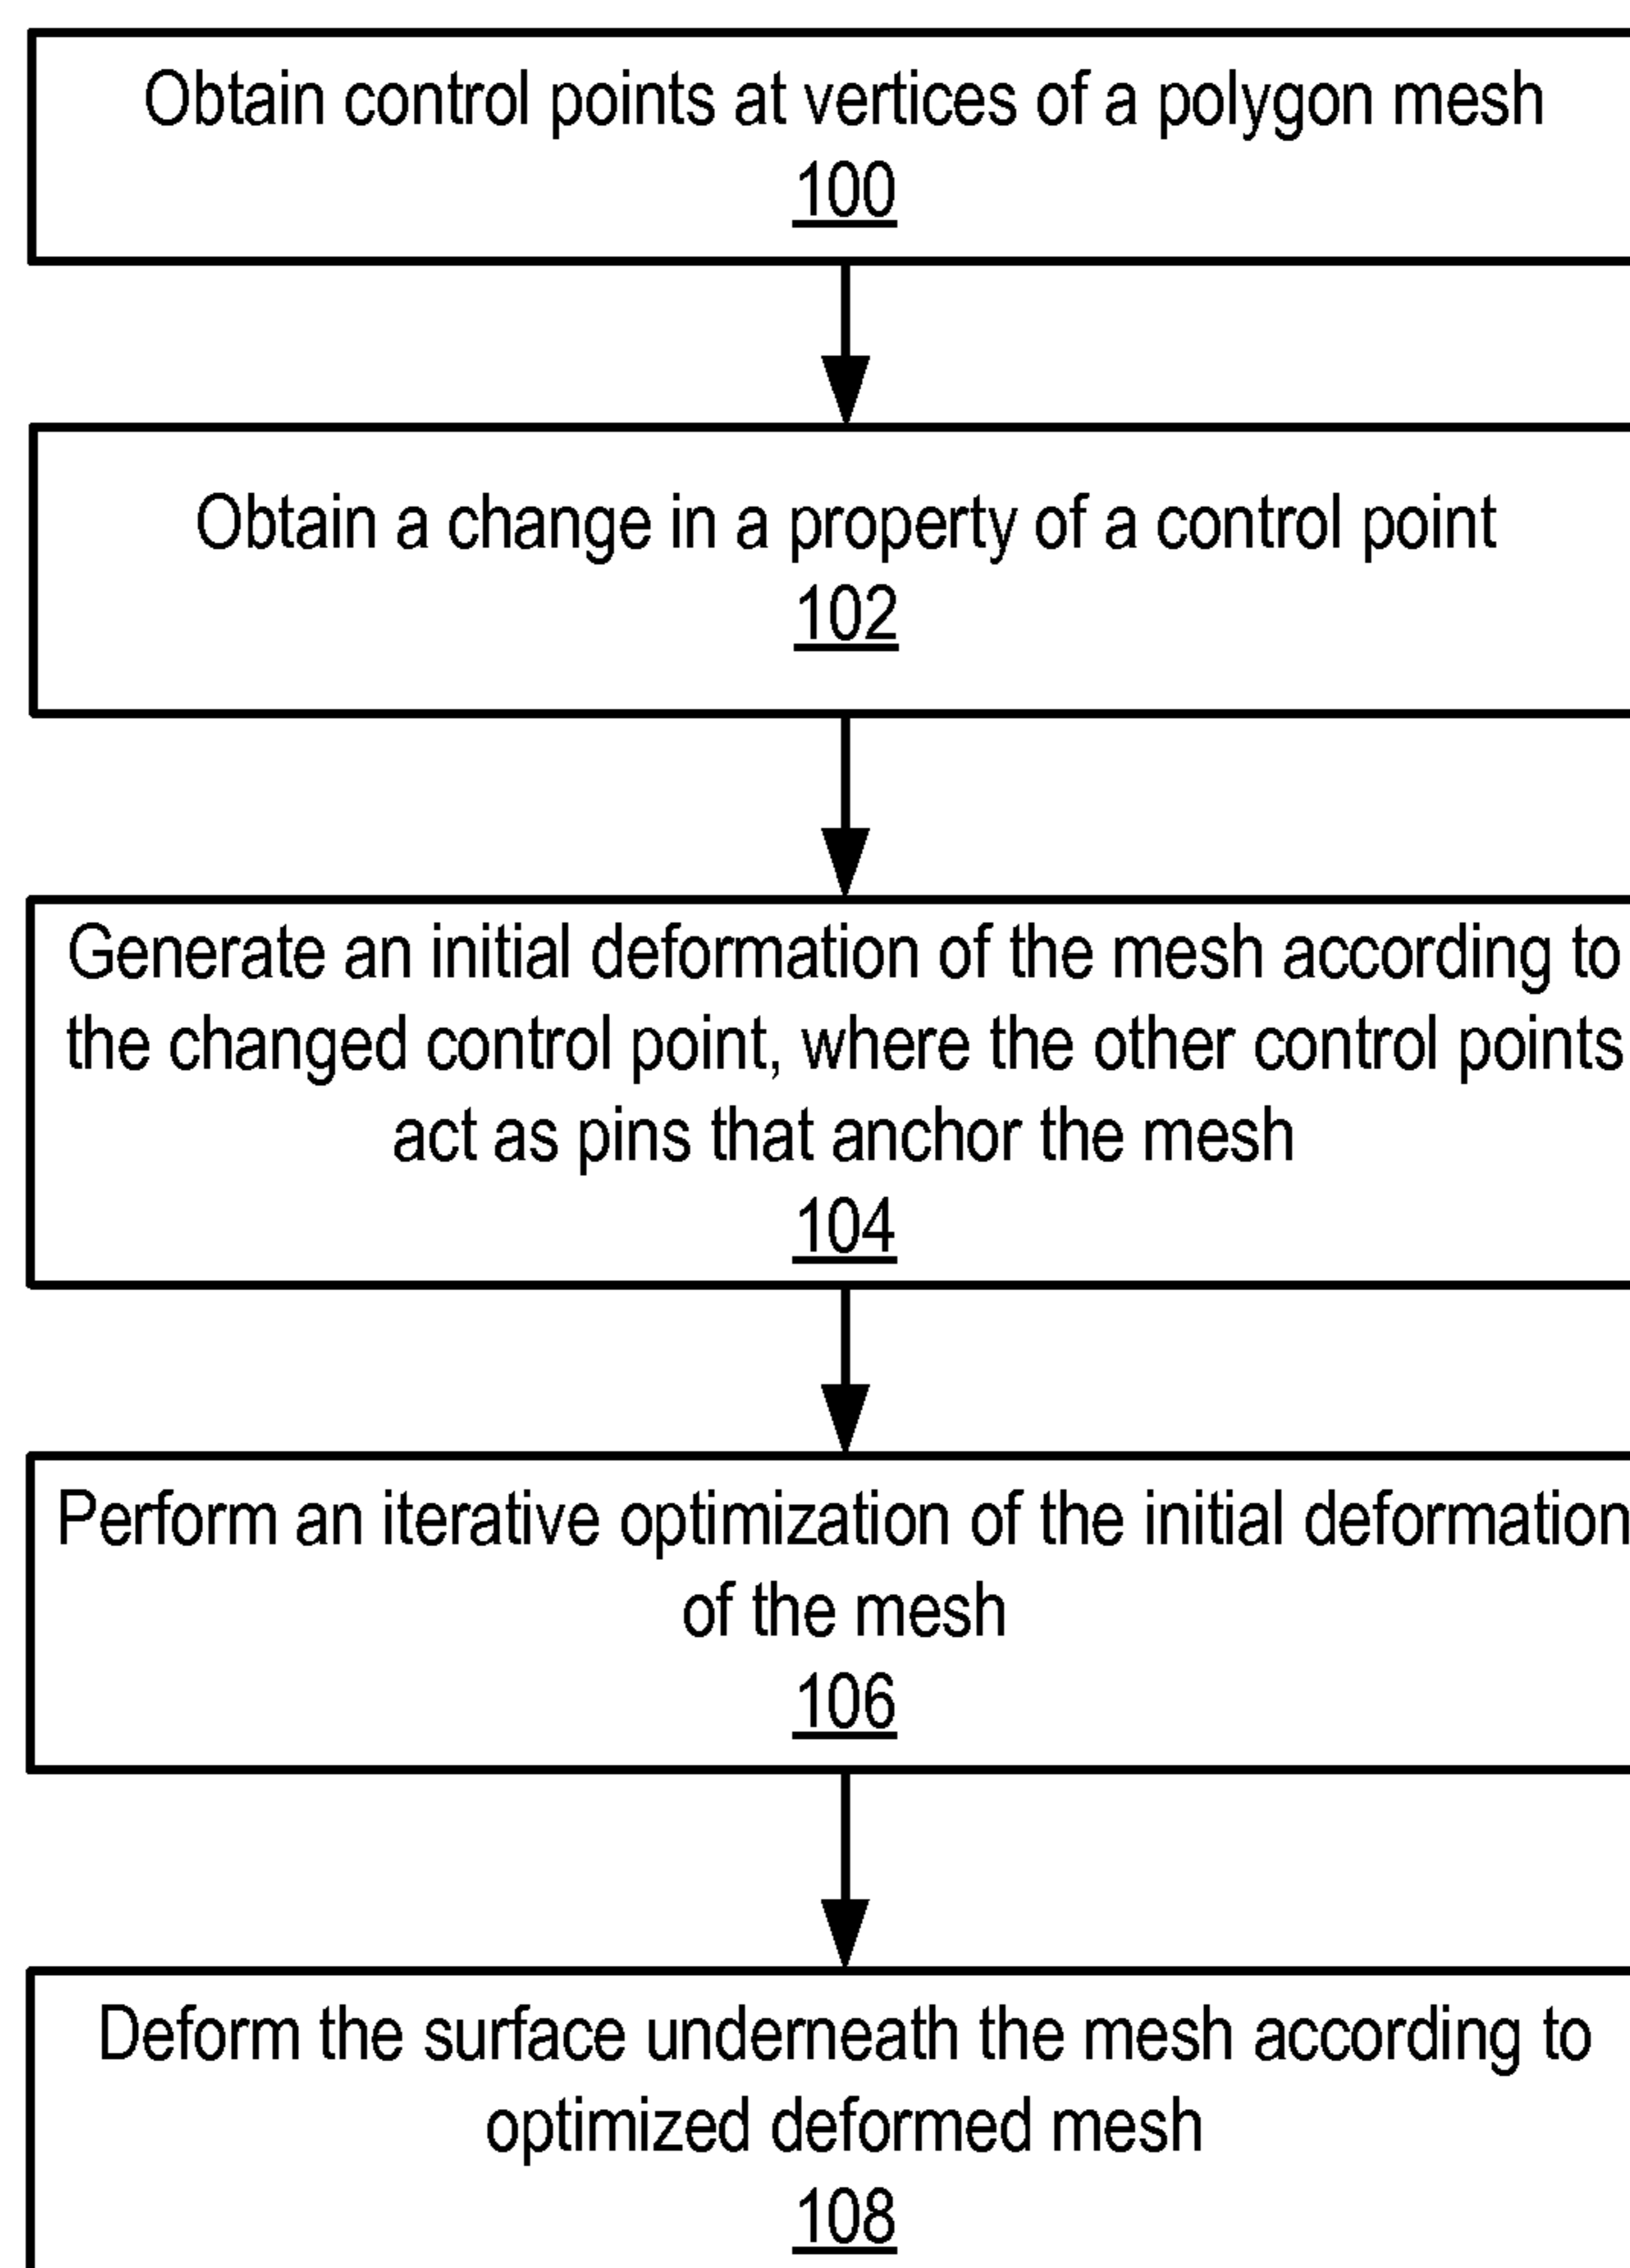 Obtain control points at vertices of a polygon mesh
100
Obtain a change in a property of a control point
102
Generate an initial deformation of the mesh according to
the changed control point, where the other control points
act as pins that anchor the mesh
104
Perform an iterative optimization of the initial deformation
of the mesh
106
Deform the surface underneath the mesh according to
optimized deformed mesh
108